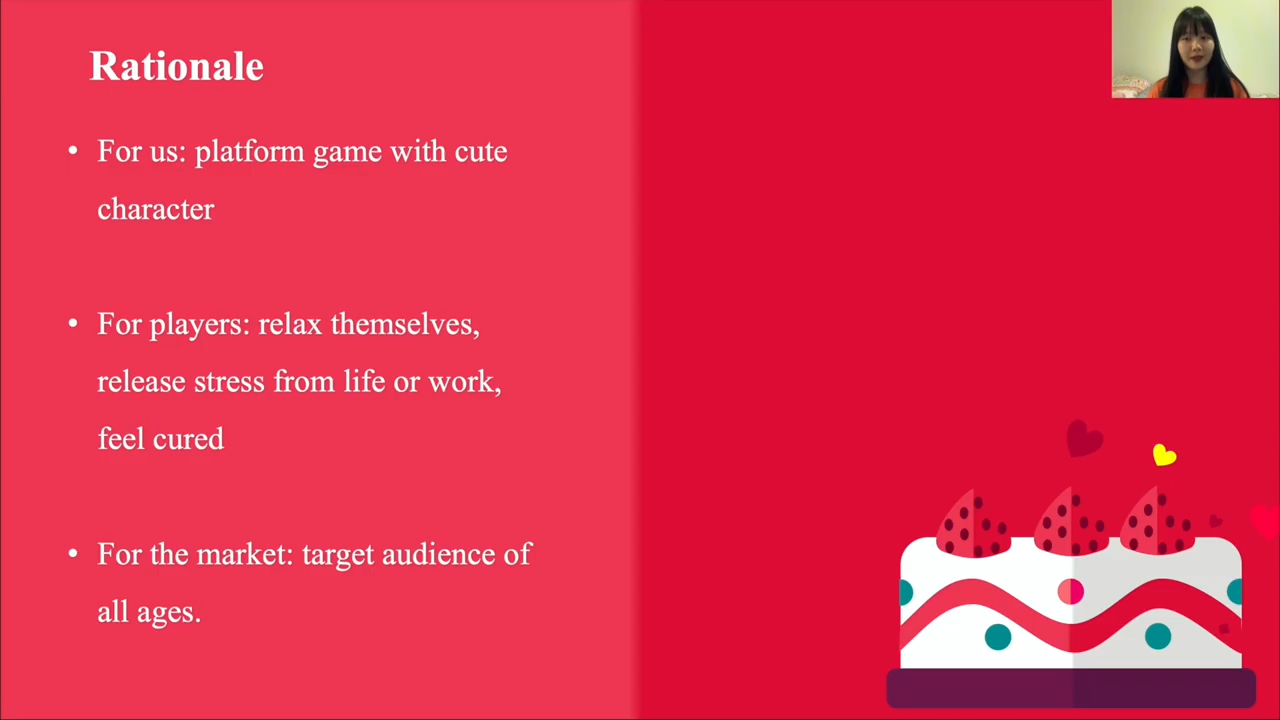 Rationale
• For us: platform game with cute
character
• For players: relax themselves,
release stress from life or work,
feel cured
• For the market: target audience of
all ages.